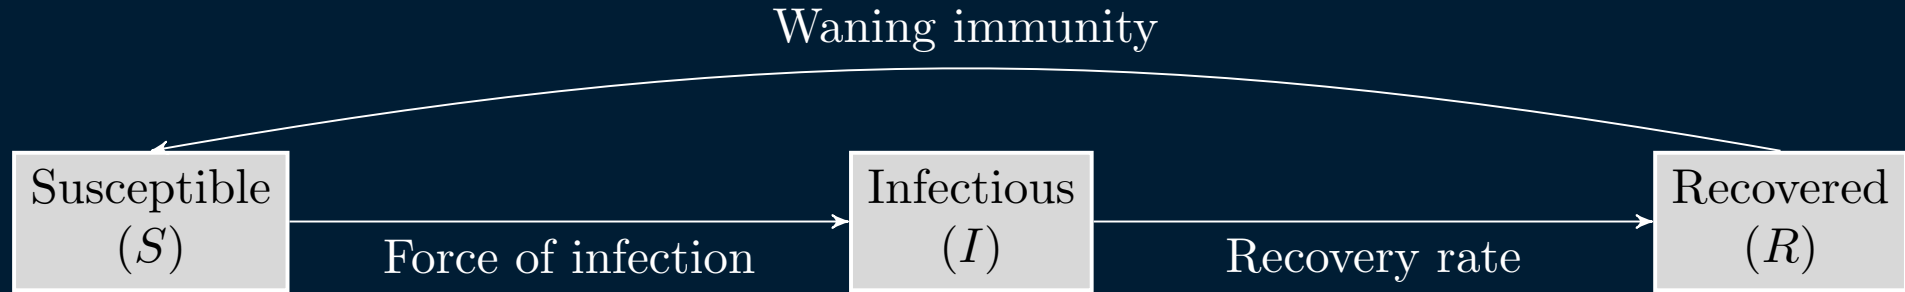 Waning immunity
Susceptible
(S)
Force of infection
Infectious
(I)
Recovery rate
Recovered
(R)